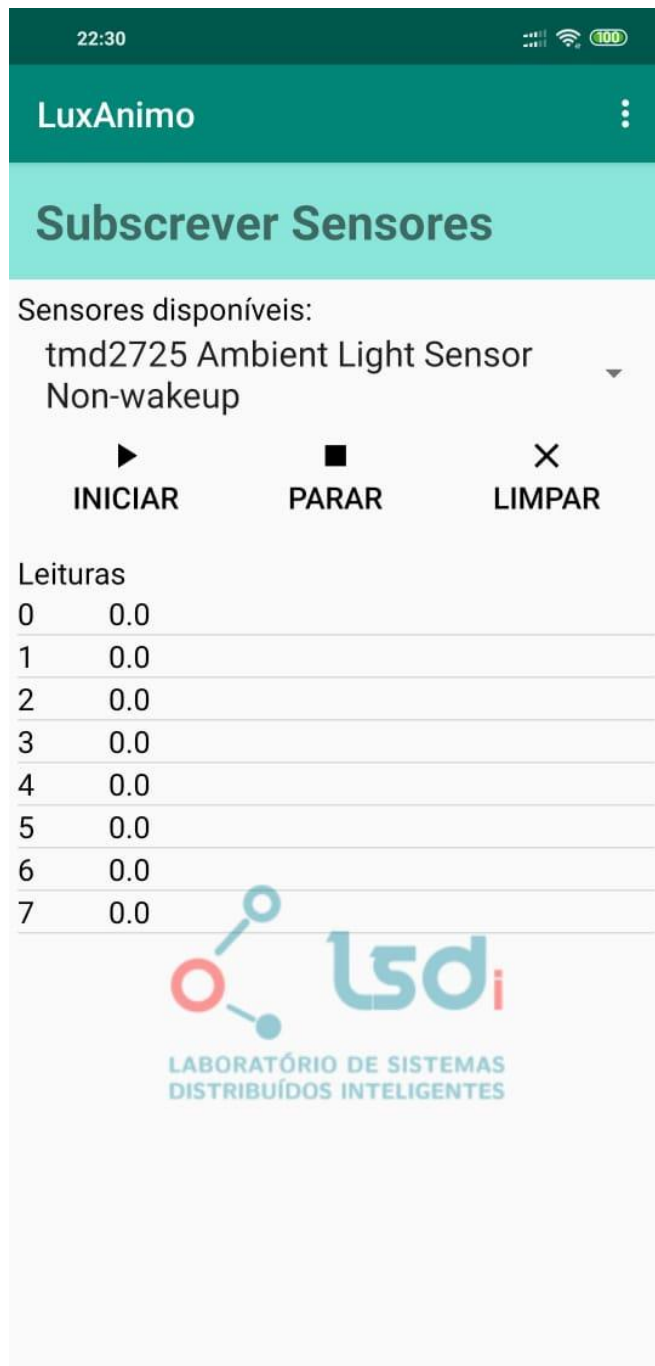 22:30
100
LuxAnimo
Subscrever Sensores
Sensores disponíveis:
tmd2725 Ambient Light Sensor
Non-wakeup
INICIAR PARAR LIMPAR
Leituras
0 0.0
1 0.0
2 0.0
3 0.0
4 0.0
5 0.0
6 0.0
7 0.0
lsdi
LABORATÓRIO DE SISTEMAS
DISTRIBUÍDOS INTELIGENTES